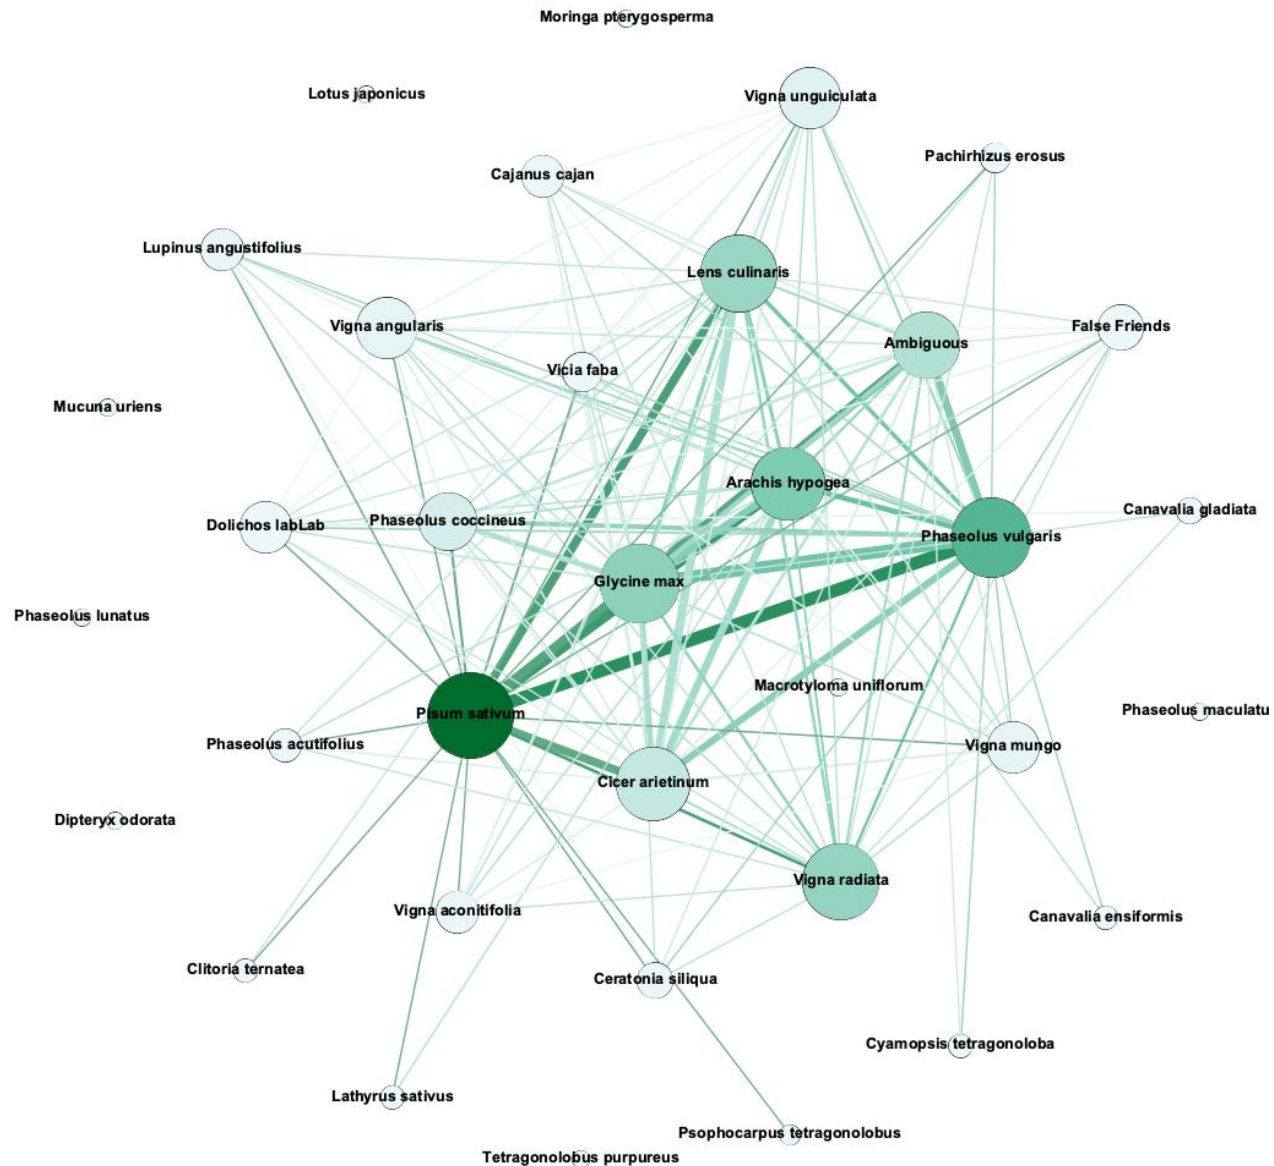 Moringa pterygosperma
Lotus japonicus
Vigna unguiculata
Pachirhizus erosus
Cajanus cajan
Lupinus angustifolius
Lens culinaris
Vigna angularis
False Friends
Ambiguous
Vicia faba
Mucuna uriens
Arachis hypogea
Canavalia gladiata
Phaseolus coccineus
Dolichos labLab
Phaseolus vulgaris
Glycine max
Phaseolus lunatus
Macrotyloma uniflorum
Phaseolus maculatu
Pisum sativum
Phaseolus acutifolius
Vigna mungo
Cicer arietinum
Dipteryx odorata
Vigna radiata
Vigna aconitifolia
Canavalia ensiformis
Clitoria ternatea
Ceratonia siliqua
Cyamopsis tetragonoloba
Lathyrus sativus
Psophocarpus tetragonolobus
Tetragonolobus purpureus